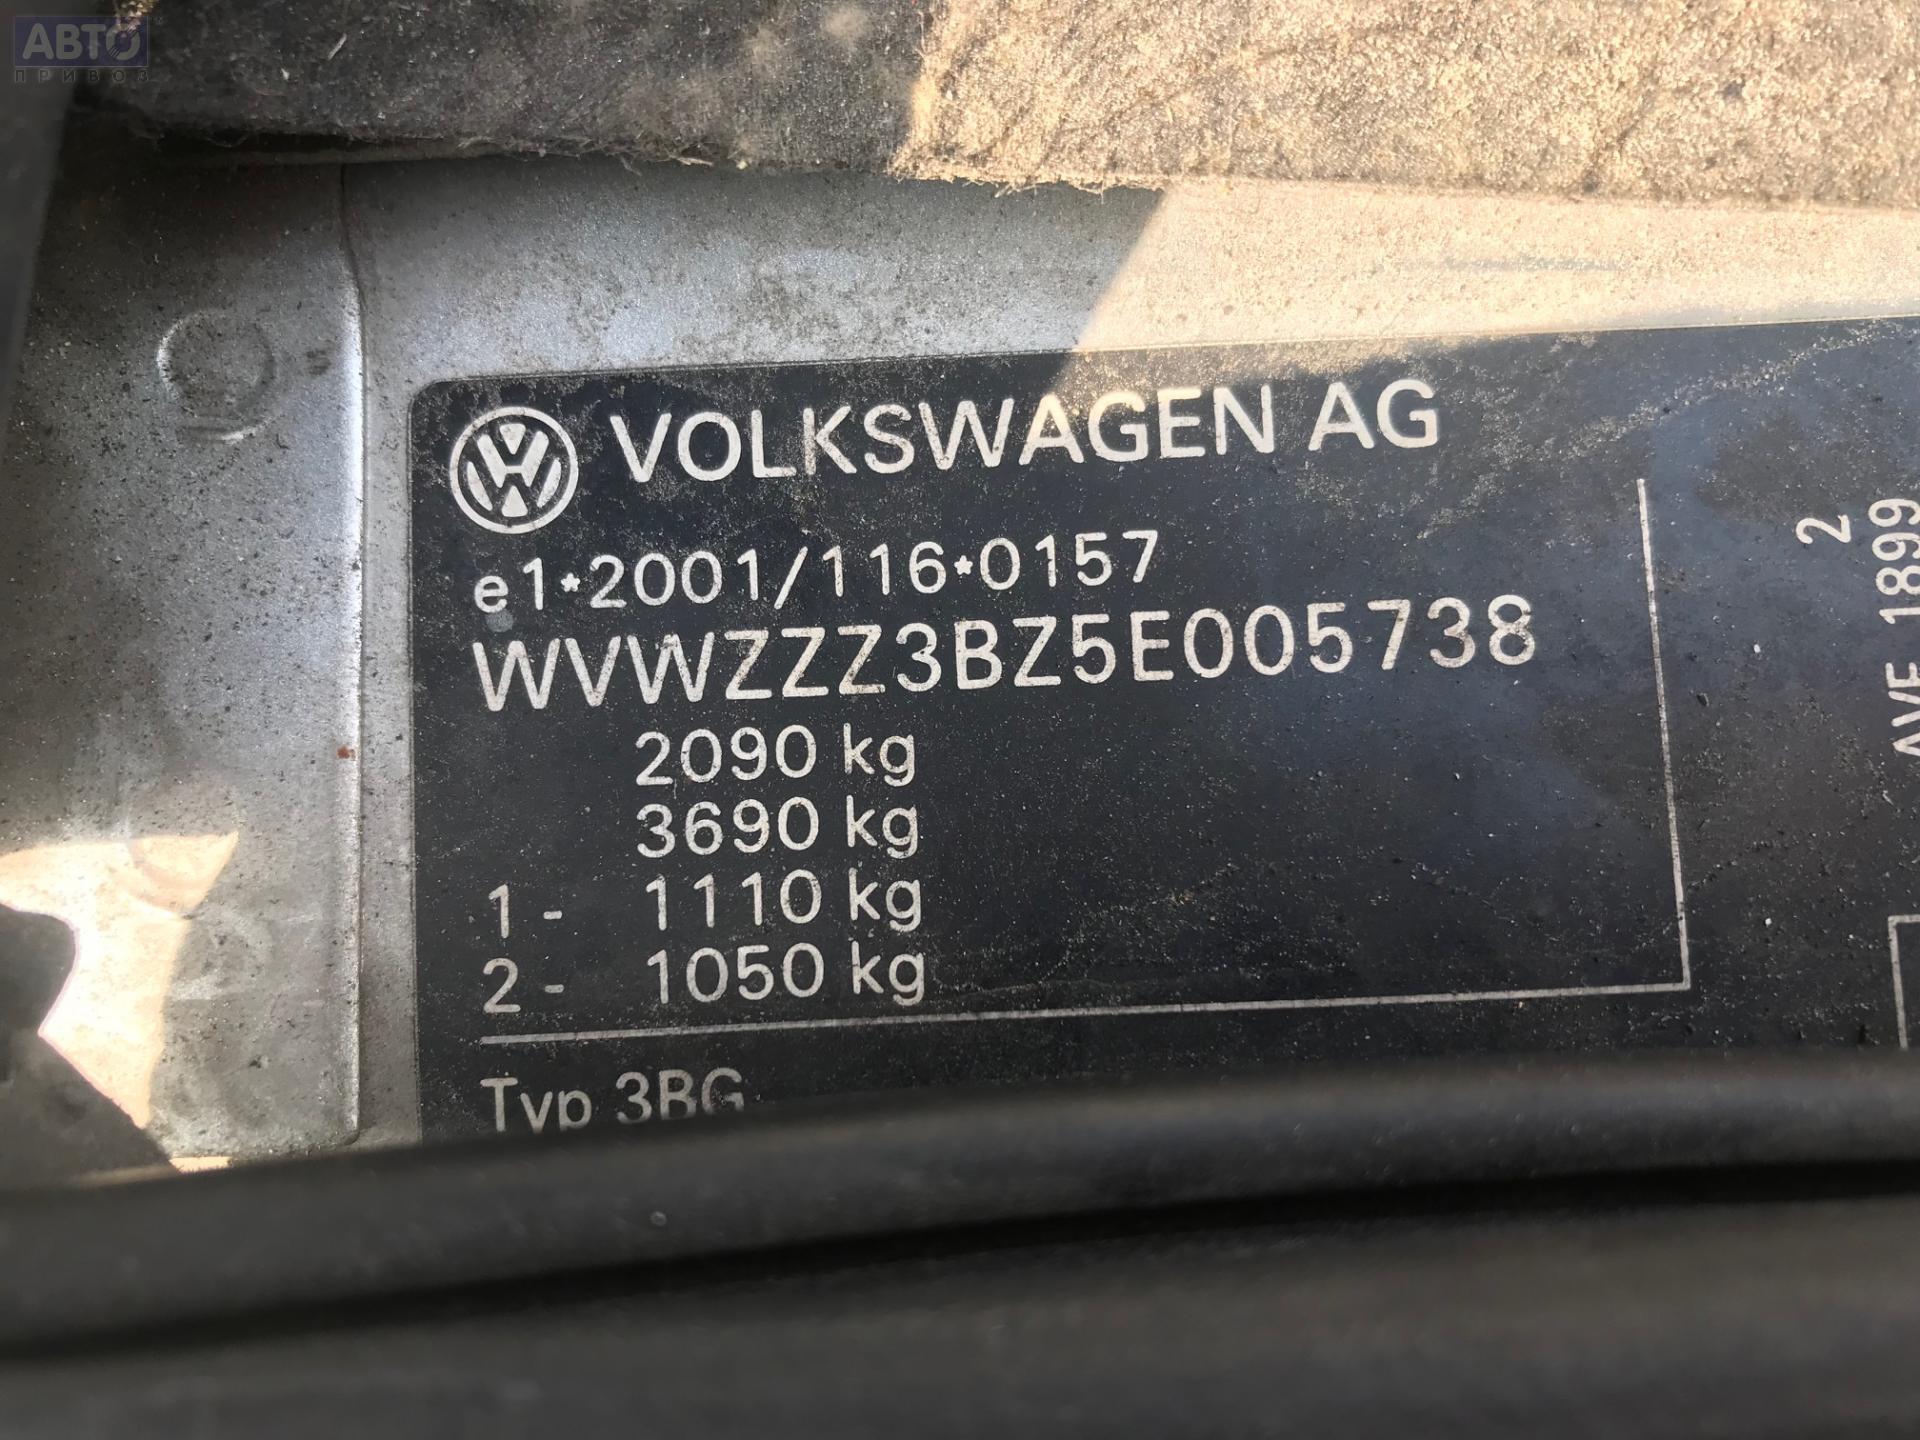 АВТО
ПРИВОЗ
VOLKSWAGEN AG
e1*2001/116*0157
WVWZZZ3BZ5E005738
2090 kg
3690 kg
1 - 1110 kg
2 - 1050 kg
Typ 3BG
2
AVF 1899